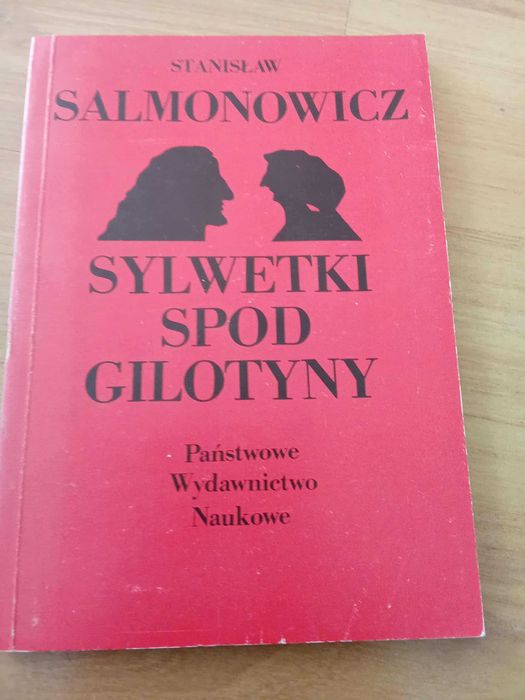 STANISŁAW
SALMONOWICZ
SYLWETKI
SPOD
GILOTYNY
Państwowe
Wydawnictwo
Naukowe